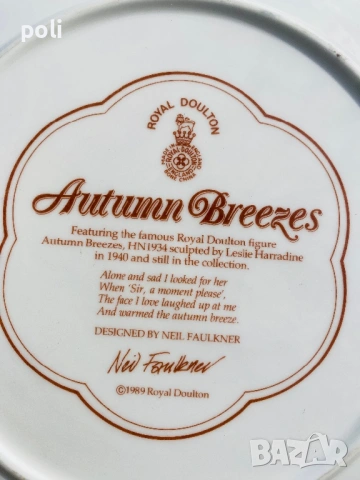 poli
ROYAL DOULTON
Autumn Breezes
Featuring the famous Royal Doulton figure
Autumn Breezes, HN1934 sculpted by Leslie Harradine
in 1940 and still in the collection.
Alone and sad I looked for her
When 'Sir, a moment please',
The face I love laughed up at me
And warmed the autumn breeze.
DESIGNED BY NEIL FAULKNER
Neil Faulkner
©1989 Royal Doulton
bazar